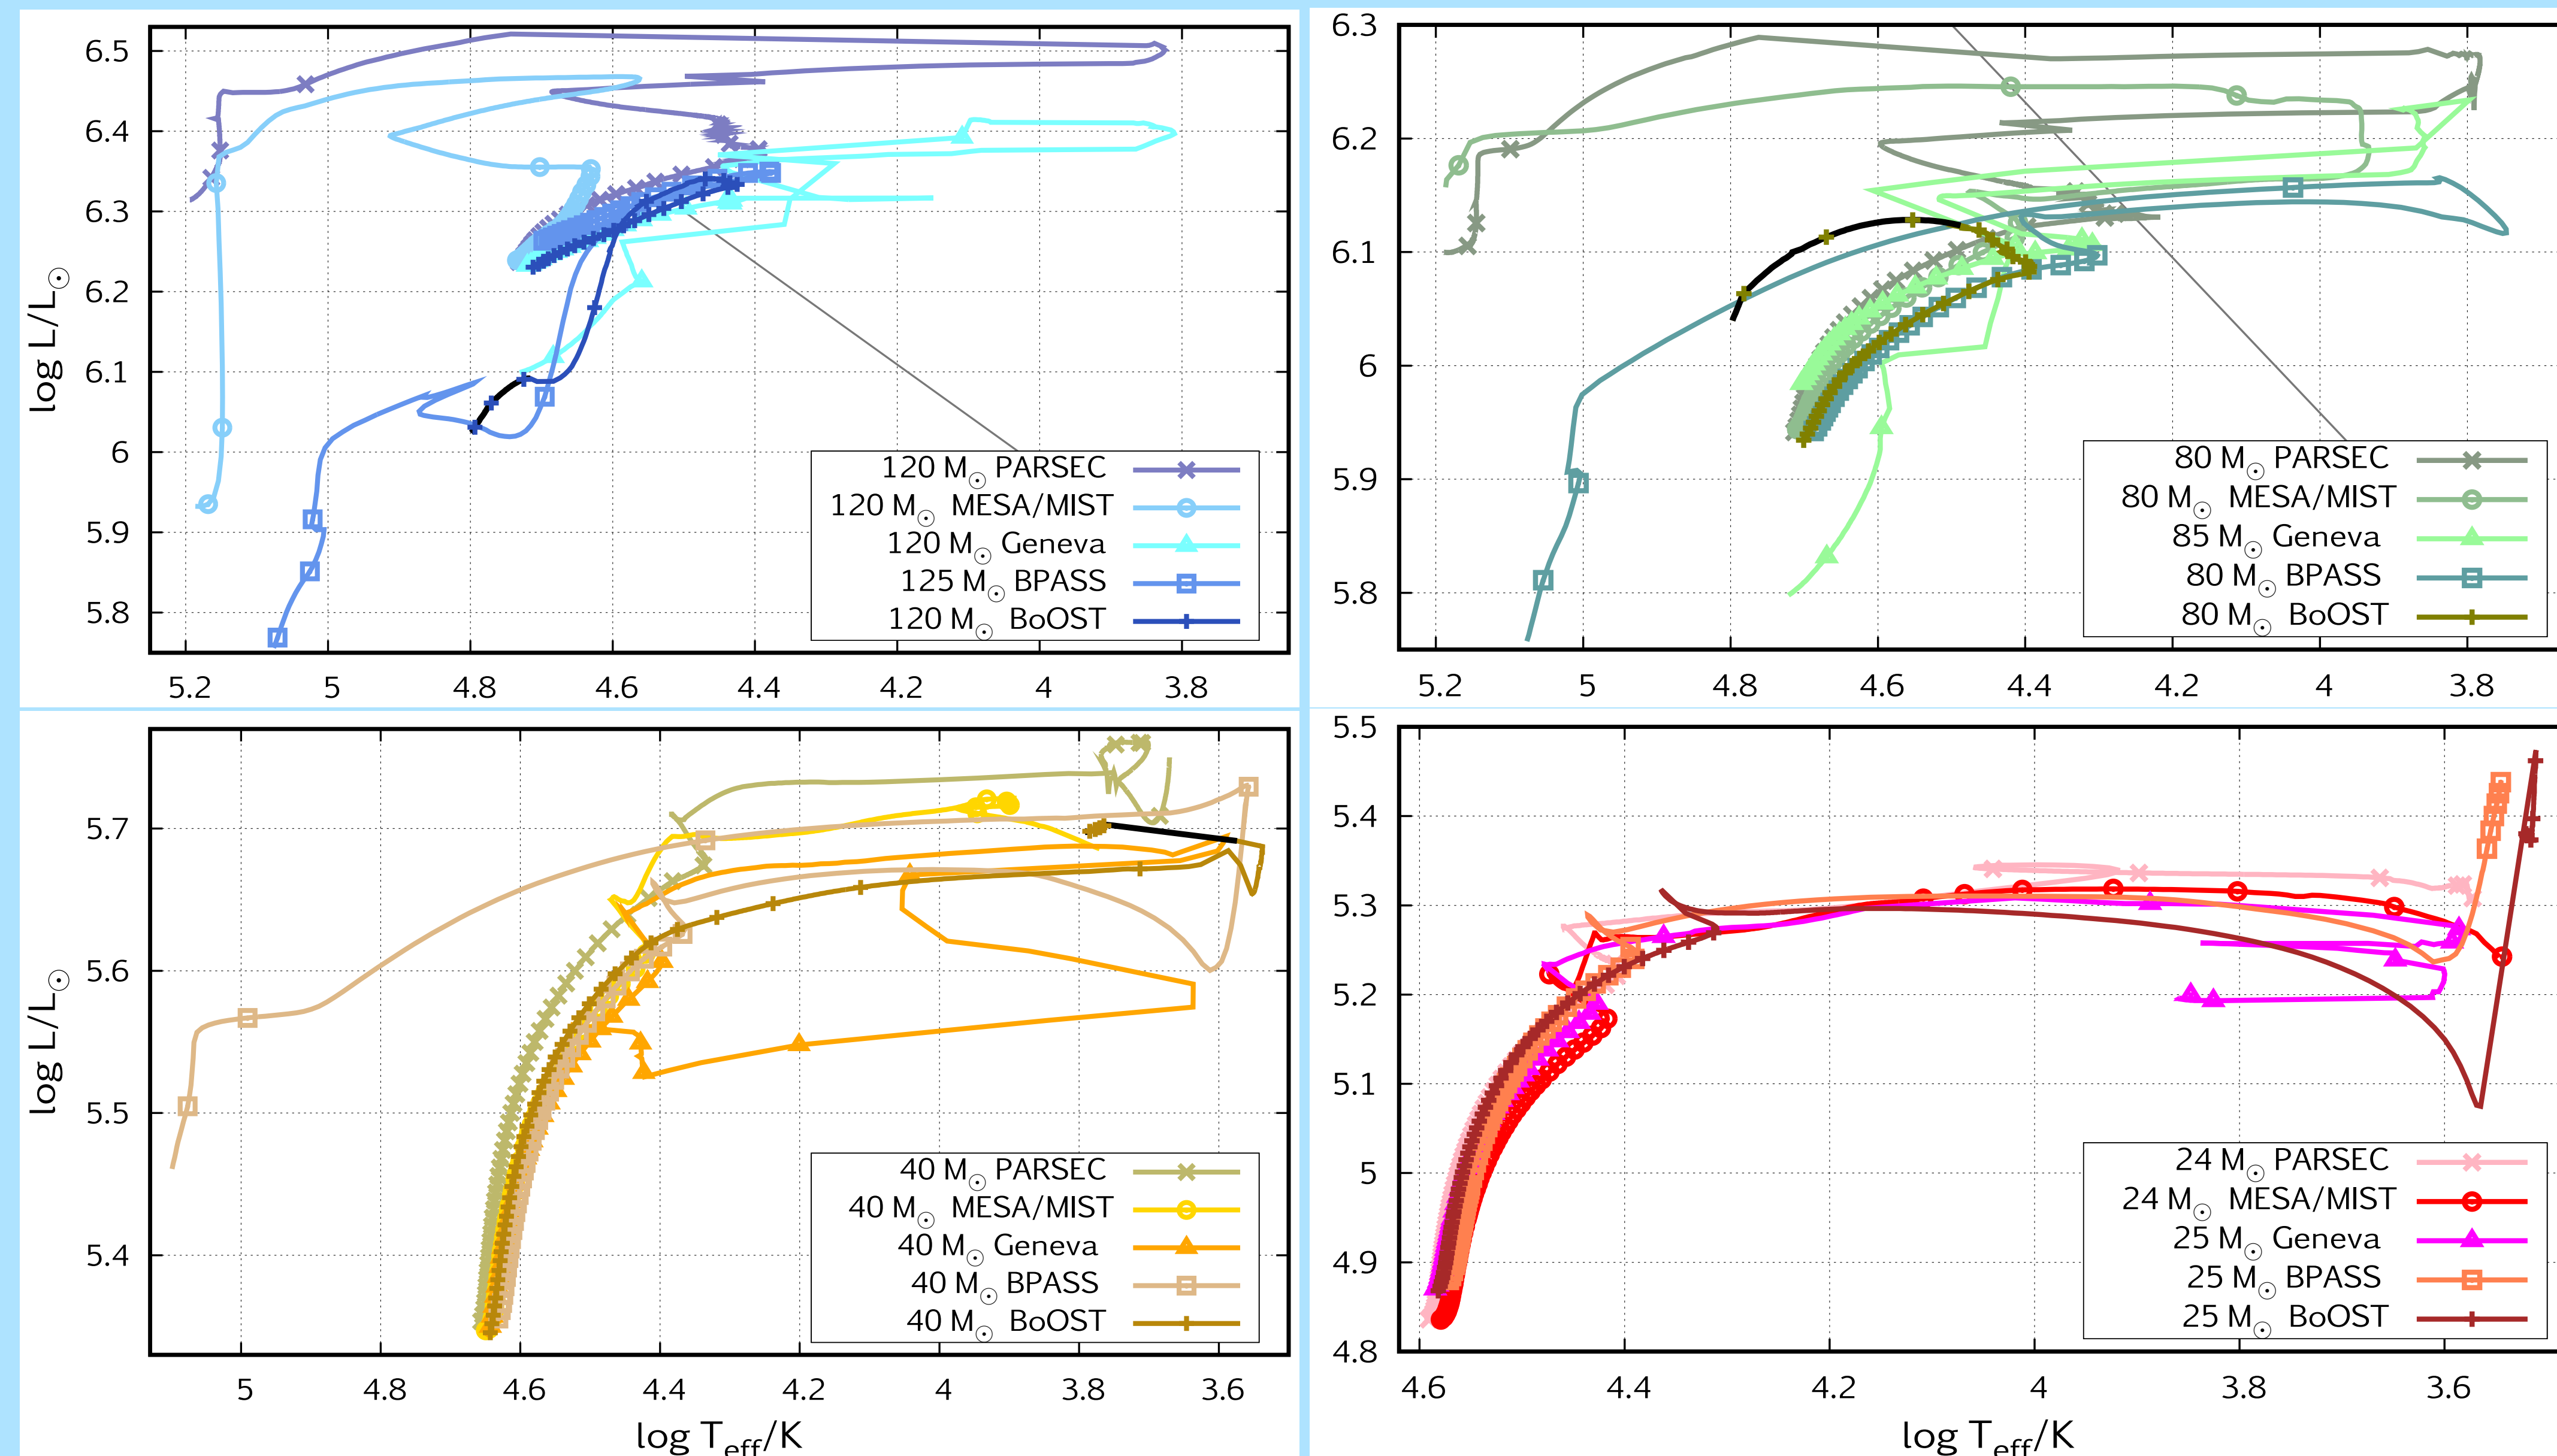 6.5
6.4
6.3
6.2
6.1
6
5.9
5.8
log L/L☉
5.2 5 4.8 4.6 4.4 4.2 4 3.8
120 M☉ PARSEC
120 M☉ MESA/MIST
120 M☉ Geneva
125 M☉ BPASS
120 M☉ BoOST
6.3
6.2
6.1
6
5.9
5.8
5.2 5 4.8 4.6 4.4 4.2 4 3.8
80 M☉ PARSEC
80 M☉ MESA/MIST
85 M☉ Geneva
80 M☉ BPASS
80 M☉ BoOST
5.7
5.6
5.5
5.4
log L/L☉
5 4.8 4.6 4.4 4.2 4 3.8 3.6
log Teff/K
40 M☉ PARSEC
40 M☉ MESA/MIST
40 M☉ Geneva
40 M☉ BPASS
40 M☉ BoOST
5.5
5.4
5.3
5.2
5.1
5
4.9
4.8
4.6 4.4 4.2 4 3.8 3.6
log Teff/K
24 M☉ PARSEC
24 M☉ MESA/MIST
25 M☉ Geneva
25 M☉ BPASS
25 M☉ BoOST